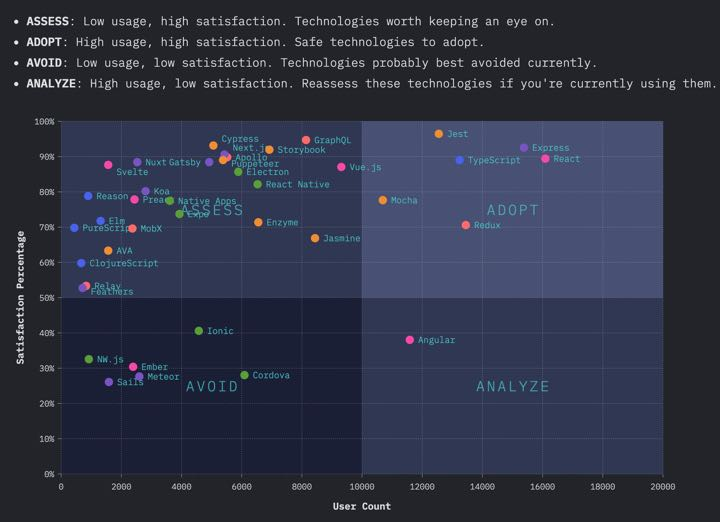 ASSESS: Low usage, high satisfaction. Technologies worth keeping an eye on.
ADOPT: High usage, high satisfaction. Safe technologies to adopt.
AVOID: Low usage, low satisfaction. Technologies probably best avoided currently.
ANALYZE: High usage, low satisfaction. Reassess these technologies if you're currently using them.
100%
Jest
Cypress
GraphQL
Next.js
Storybook
Express
90%
Apollo
TypeScript
React
Nuxt
Gatsby
Puppeteer
Vue.js
Svelte
Electron
React Native
80%
Koa
Reason
Preact
Native Apps
Mocha
Expo
ASSESS
ADOPT
Elm
Enzyme
70%
PureScript
MobX
Redux
Jasmine
AVA
60%
ClojureScript
Relay
Feathers
50%
40%
Ionic
Angular
NW.js
30%
Ember
Meteor
Cordova
Sails
AVOID
ANALYZE
20%
10%
0%
Satisfaction Percentage
0 2000 4000 6000 8000 10000 12000 14000 16000 18000 20000
User Count